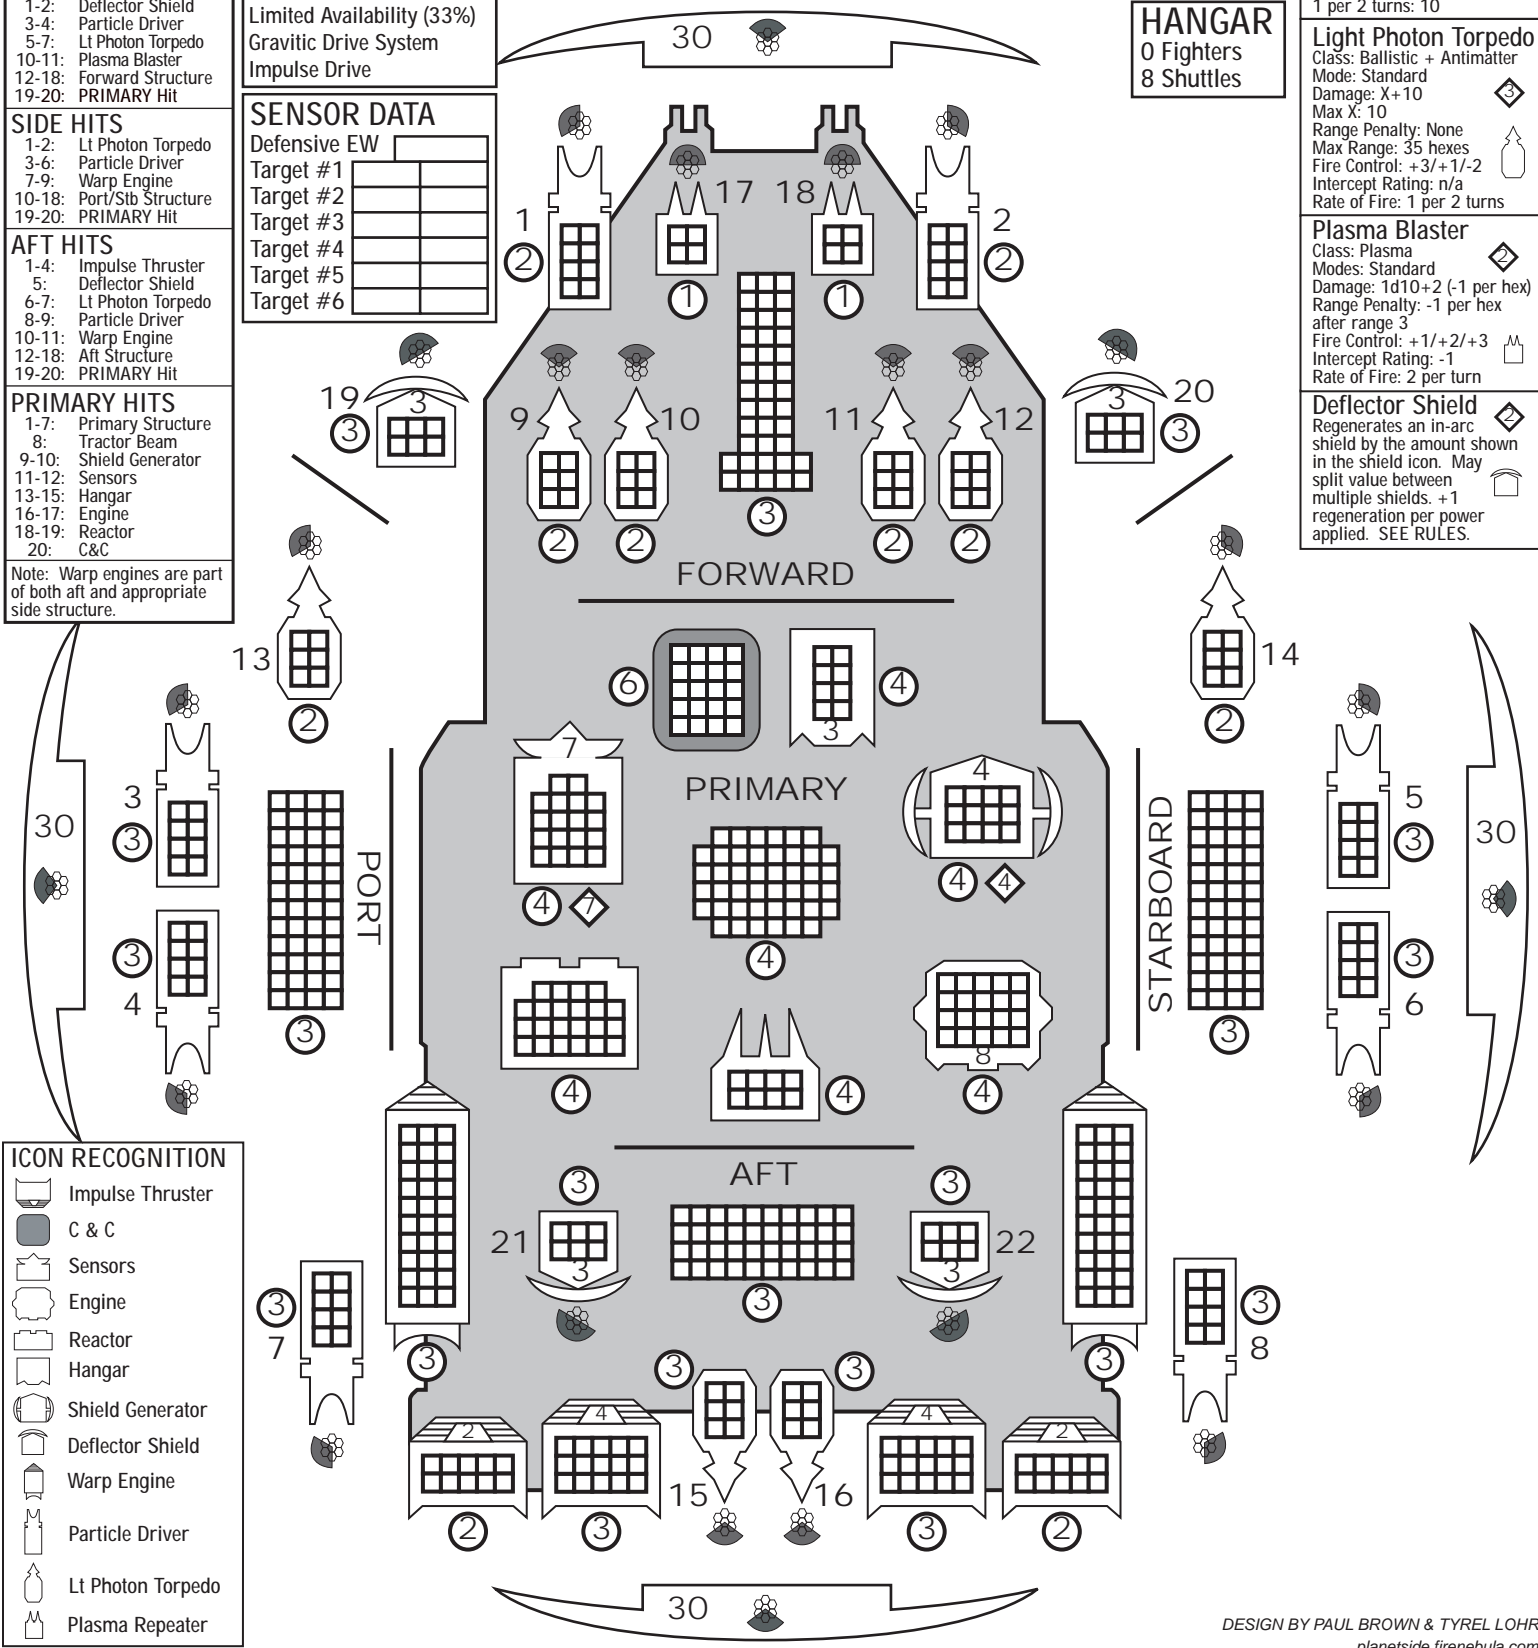 1-2: Deflector Shield
3-4: Particle Driver
5-7: Lt Photon Torpedo
10-11: Plasma Blaster
12-18: Forward Structure
19-20: PRIMARY Hit
SIDE HITS
1-2: Lt Photon Torpedo
3-6: Particle Driver
7-9: Warp Engine
10-18: Port/Stb Structure
19-20: PRIMARY Hit
AFT HITS
1-4: Impulse Thruster
5: Deflector Shield
6-7: Lt Photon Torpedo
8-9: Particle Driver
10-11: Warp Engine
12-18: Aft Structure
19-20: PRIMARY Hit
PRIMARY HITS
1-7: Primary Structure
8: Tractor Beam
9-10: Shield Generator
11-12: Sensors
13-15: Hangar
16-17: Engine
18-19: Reactor
20: C&C
Note: Warp engines are part
of both aft and appropriate
side structure.
Limited Availability (33%)
Gravitic Drive System
Impulse Drive
SENSOR DATA
Defensive EW
Target #1
Target #2
Target #3
Target #4
Target #5
Target #6
30
HANGAR
0 Fighters
8 Shuttles
1 per 2 turns: 10
Light Photon Torpedo
Class: Ballistic + Antimatter
Mode: Standard
3
Damage: X+10
Max X: 10
Range Penalty: None
Max Range: 35 hexes
Fire Control: +3/+1/-2
Intercept Rating: n/a
Rate of Fire: 1 per 2 turns
Plasma Blaster
Class: Plasma
2
Modes: Standard
Damage: 1d10+2 (-1 per hex)
Range Penalty: -1 per hex
after range 3
Fire Control: +1/+2/+3
Intercept Rating: -1
Rate of Fire: 2 per turn
Deflector Shield
2
Regenerates an in-arc
shield by the amount shown
in the shield icon. May
split value between
multiple shields. +1
regeneration per power
applied. SEE RULES.
17 18
1 2
2 1 1 2
19 3 3 3 20 3
9 10 11 12
2 2 3 2 2
FORWARD
13 14
2 2
6 4
3
7
PRIMARY
4
3 3
5 3
30 30
PORT
STARBOARD
4 7
4 4
4
3 4
3 6
3 3
8
4 4 4
AFT
3 3
21 3 22 3
3
3 7
3 8
3 3
3 3
2 4 4 2
15 16
2 3 3 2
30
ICON RECOGNITION
Impulse Thruster
C & C
Sensors
Engine
Reactor
Hangar
Shield Generator
Deflector Shield
Warp Engine
Particle Driver
Lt Photon Torpedo
Plasma Repeater
DESIGN BY PAUL BROWN & TYREL LOHR
planetside.firenebula.com